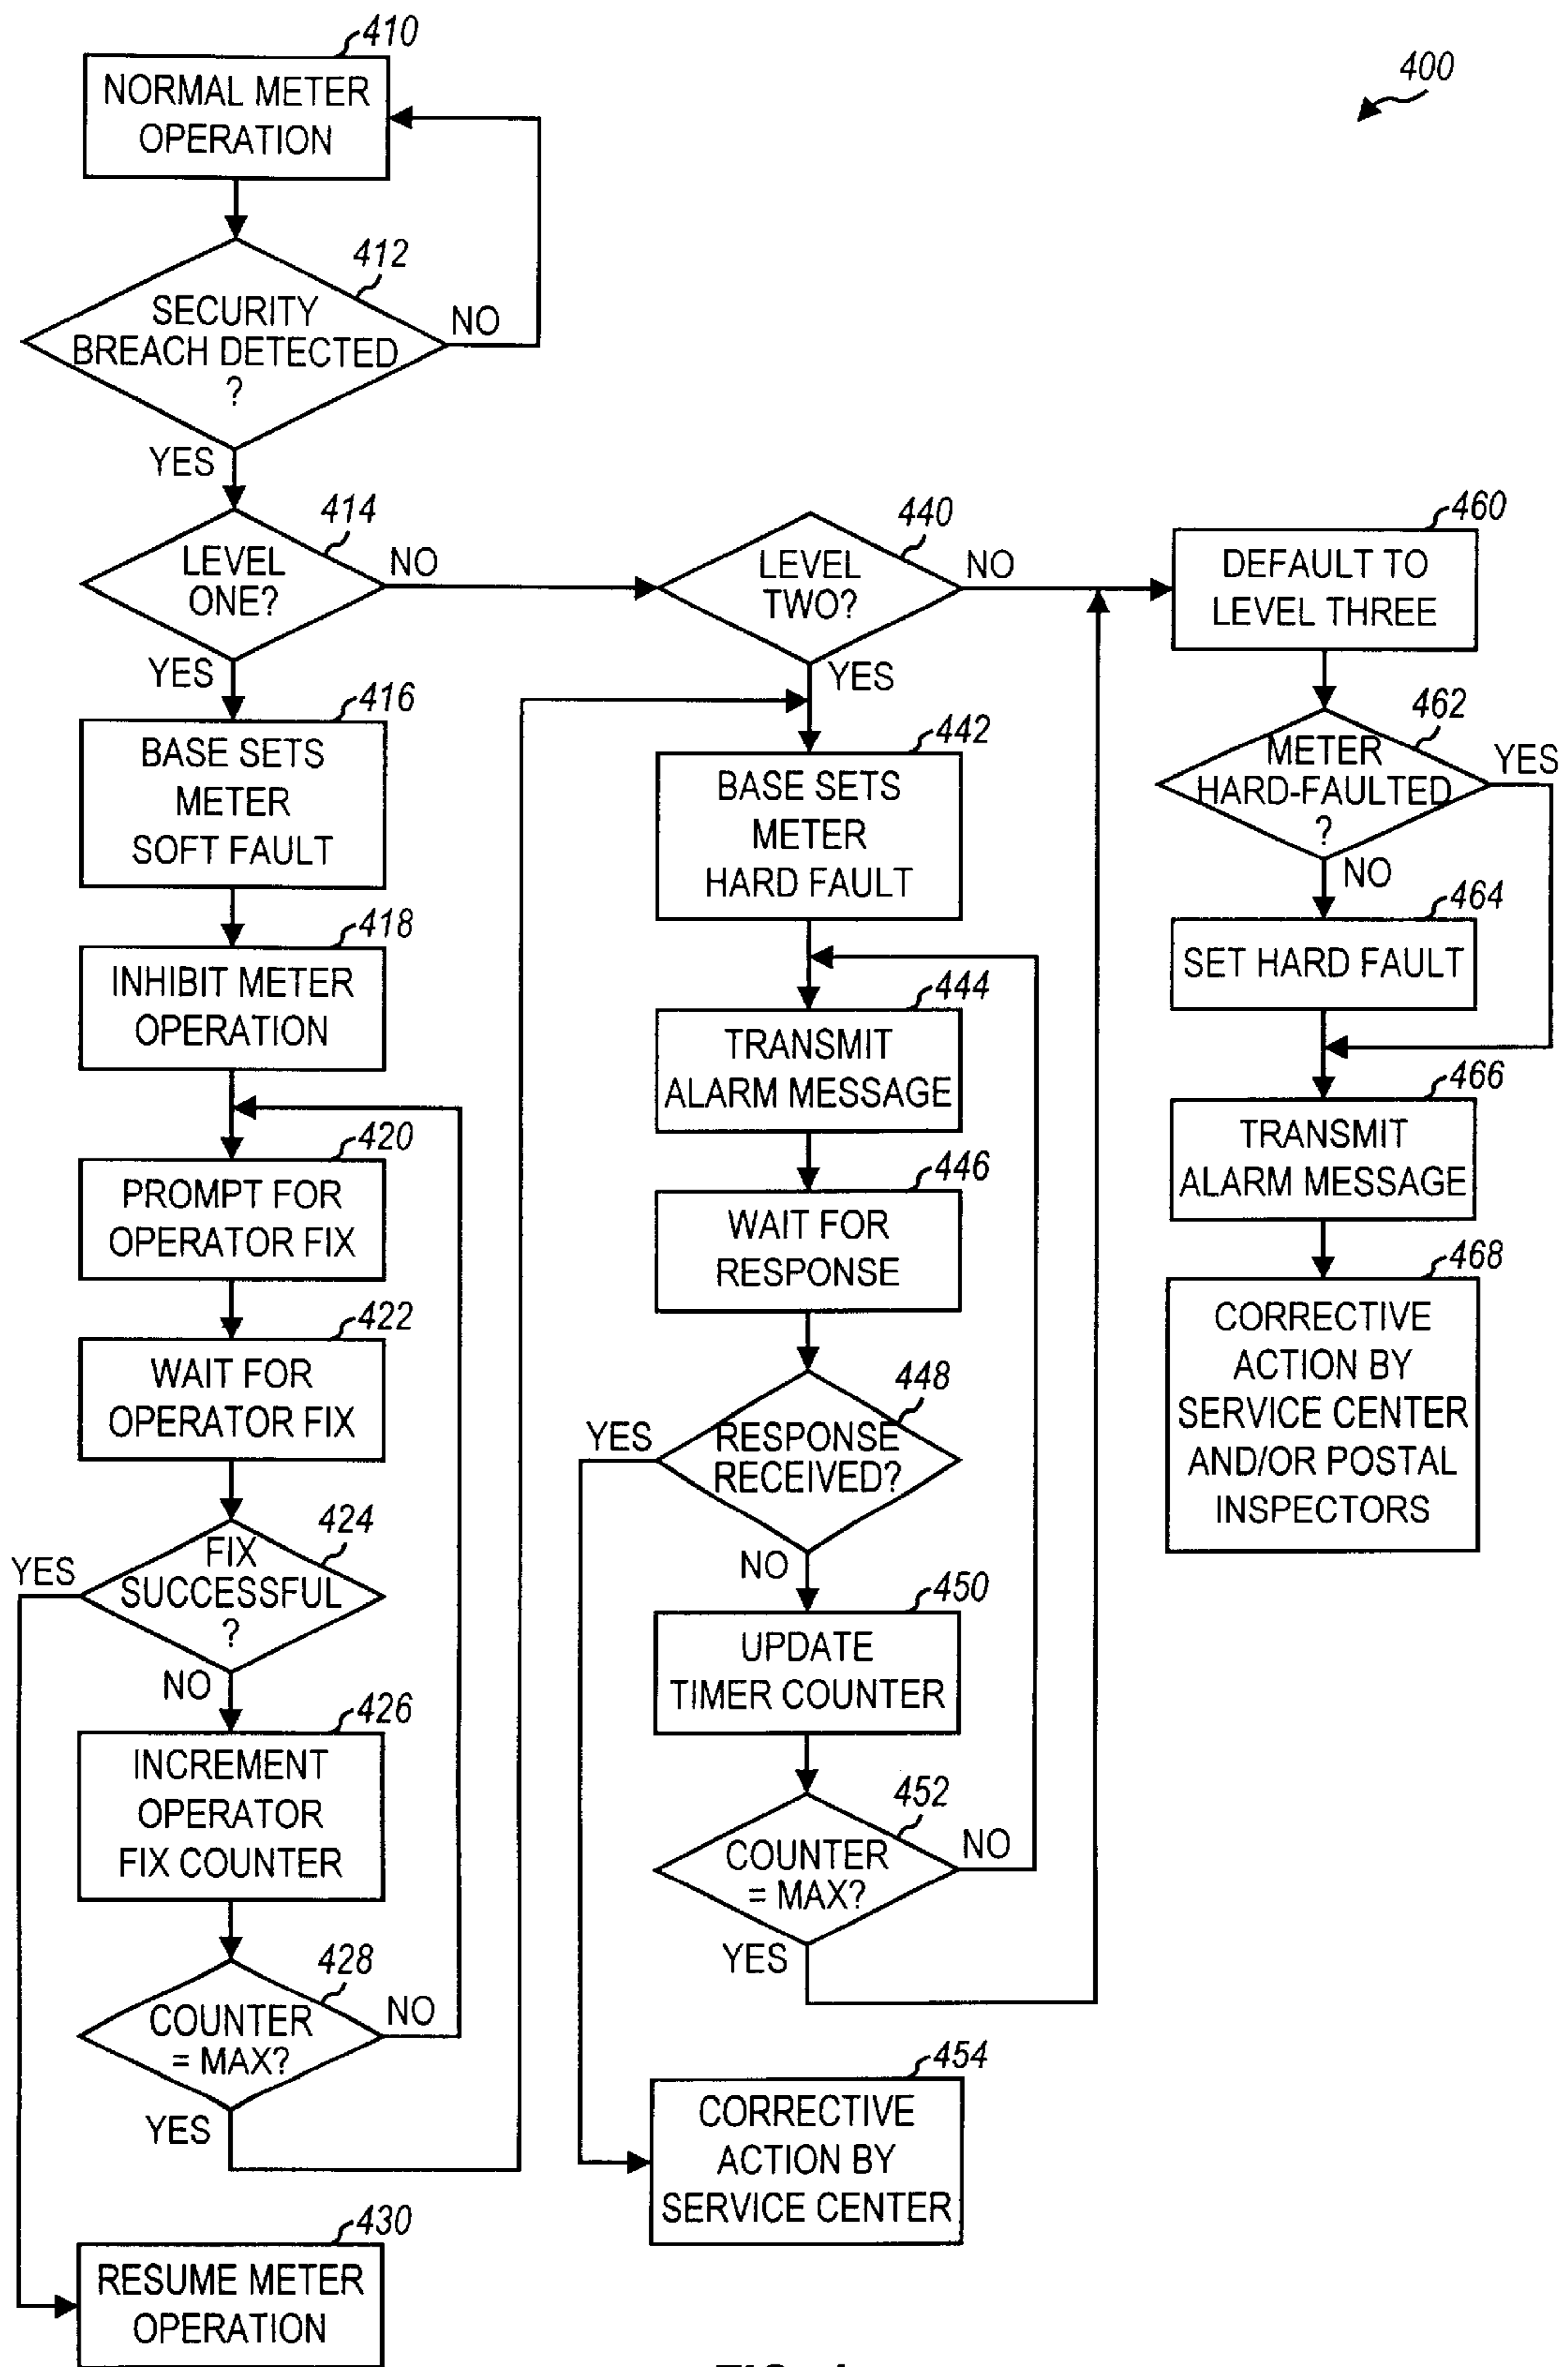 410
NORMAL METER
OPERATION
400
412
SECURITY
BREACH DETECTED
?
NO
YES
414
LEVEL
ONE?
NO
YES
416
BASE SETS
METER
SOFT FAULT
418
INHIBIT METER
OPERATION
420
PROMPT FOR
OPERATOR FIX
422
WAIT FOR
OPERATOR FIX
424
FIX
SUCCESSFUL
?
YES
NO
426
INCREMENT
OPERATOR
FIX COUNTER
428
COUNTER
= MAX?
NO
YES
430
RESUME METER
OPERATION
440
LEVEL
TWO?
NO
YES
442
BASE SETS
METER
HARD FAULT
444
TRANSMIT
ALARM MESSAGE
446
WAIT FOR
RESPONSE
448
RESPONSE
RECEIVED?
YES
NO
450
UPDATE
TIMER COUNTER
452
COUNTER
= MAX?
NO
YES
454
CORRECTIVE
ACTION BY
SERVICE CENTER
460
DEFAULT TO
LEVEL THREE
462
METER
HARD-FAULTED
?
YES
NO
464
SET HARD FAULT
466
TRANSMIT
ALARM MESSAGE
468
CORRECTIVE
ACTION BY
SERVICE CENTER
AND/OR POSTAL
INSPECTORS